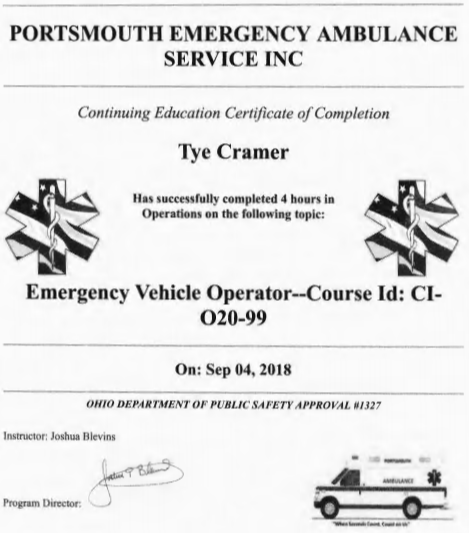 PORTSMOUTH EMERGENCY AMBULANCE
SERVICE INC
Continuing Education Certificate of Completion
Tye Cramer
Has successfully completed 4 hours in
Operations on the following topic:
Emergency Vehicle Operator--Course Id: CI-
O20-99
On: Sep 04, 2018
OHIO DEPARTMENT OF PUBLIC SAFETY APPROVAL #1327
Instructor: Joshua Blevins
Program Director:
PORTSMOUTH
AMBULANCE
"When Seconds Count, Count on Us"